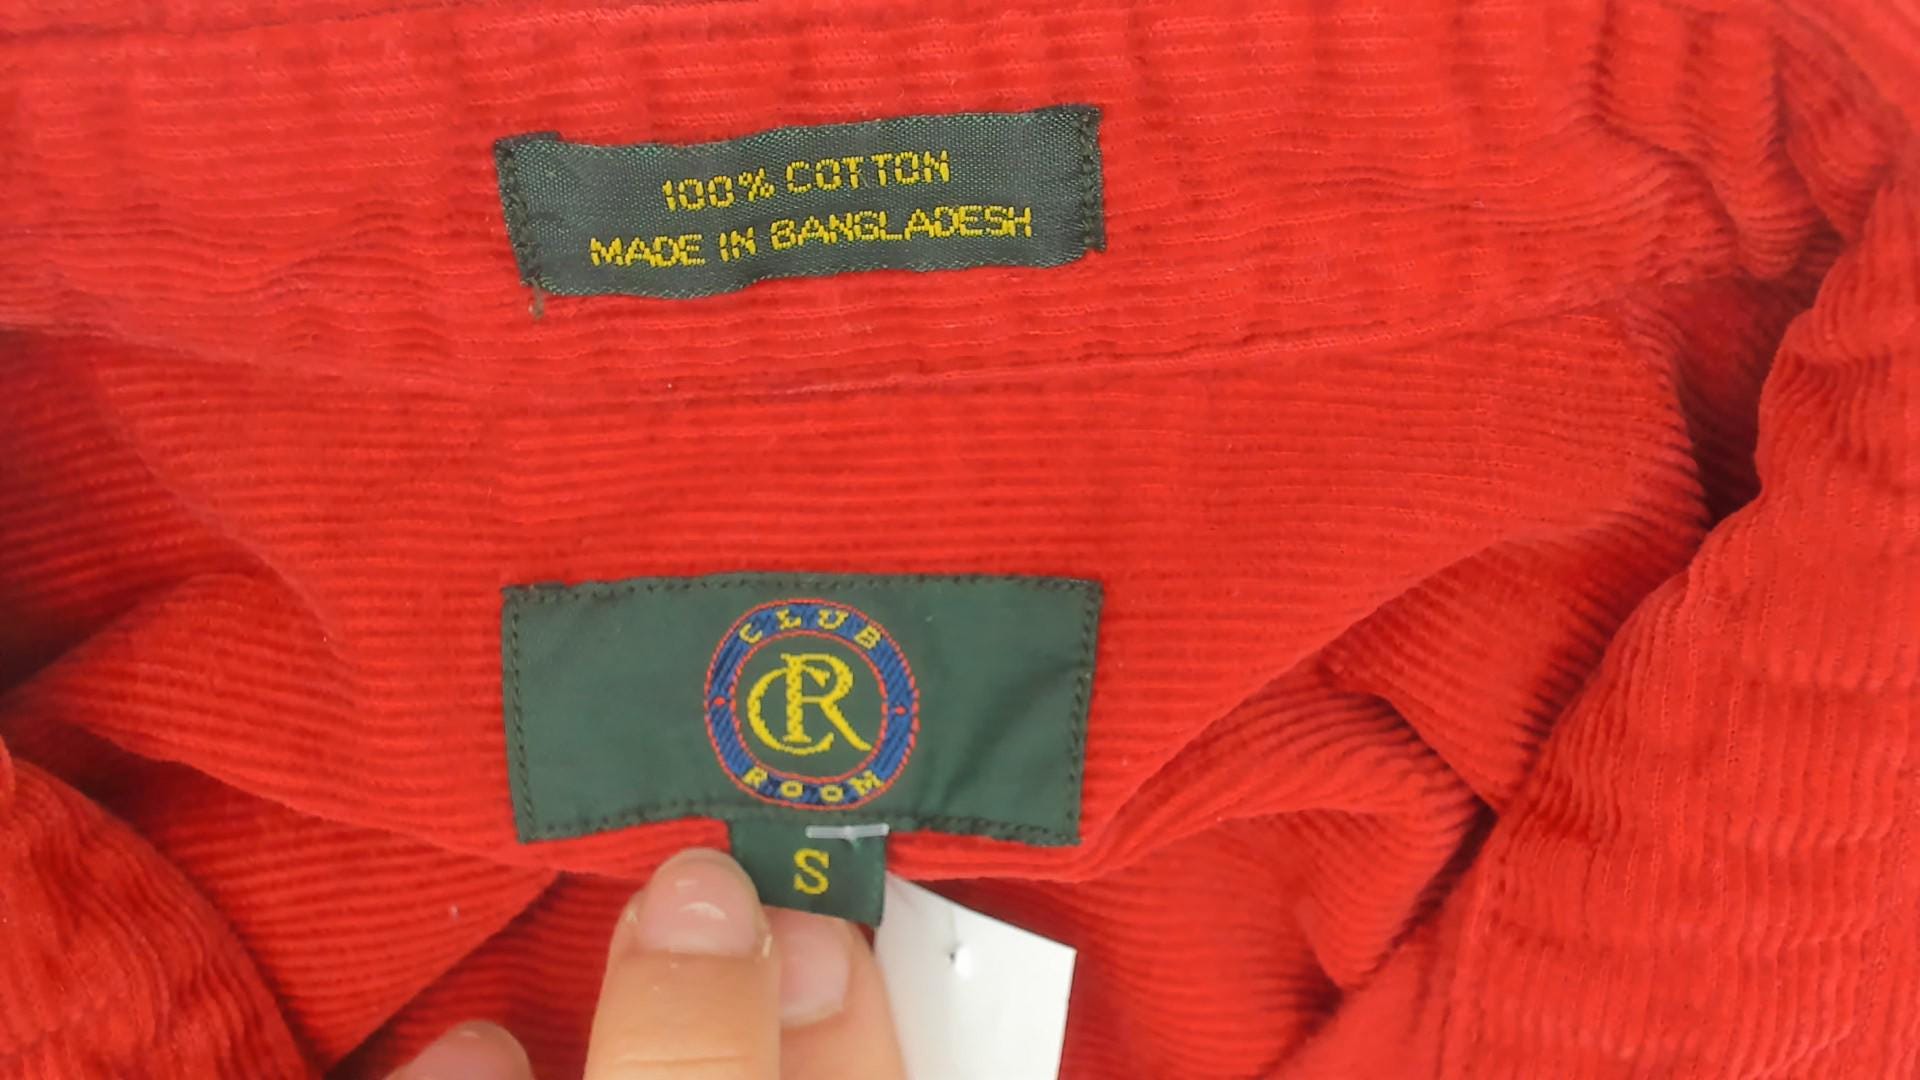 100% COTTON
MADE IN BANGLADESH
CLUB
CR
ROOM
S